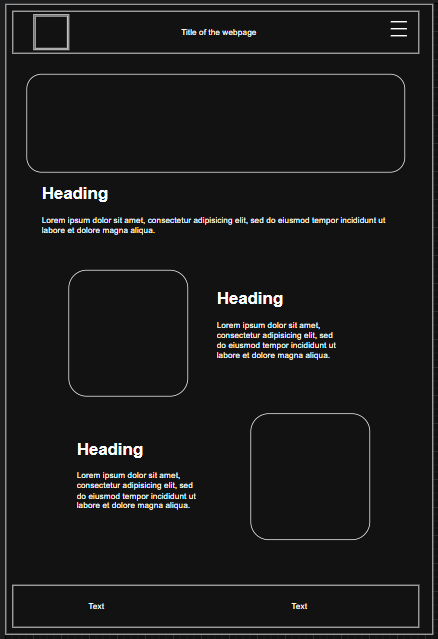 Title of the webpage
Heading
Lorem ipsum dolor sit amet, consectetur adipisicing elit, sed do eiusmod tempor incididunt ut
labore et dolore magna aliqua.
Heading
Lorem ipsum dolor sit amet,
consectetur adipisicing elit, sed
do eiusmod tempor incididunt ut
labore et dolore magna aliqua.
Heading
Lorem ipsum dolor sit amet,
consectetur adipisicing elit, sed
do eiusmod tempor incididunt ut
labore et dolore magna aliqua.
Text
Text